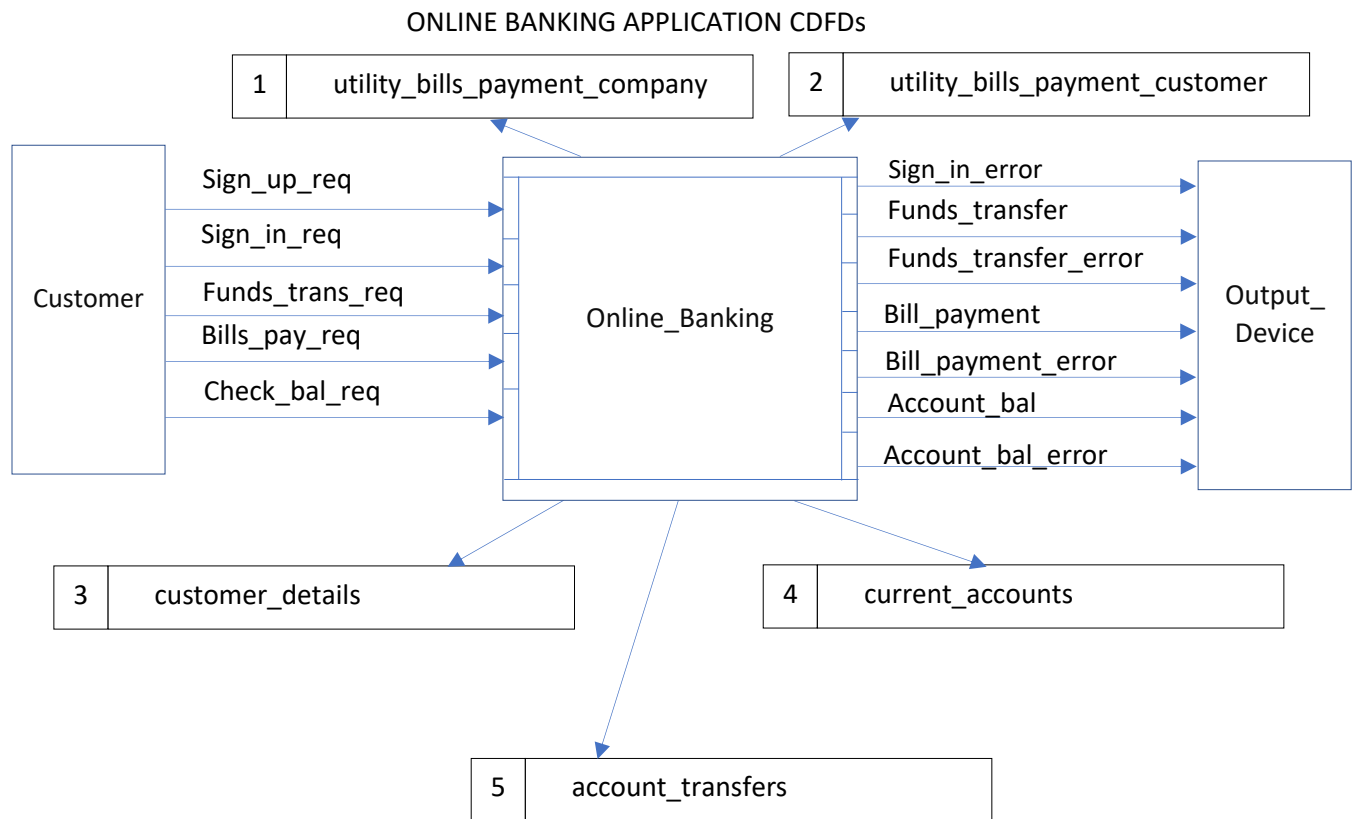 ONLINE BANKING APPLICATION CDFDs
1 utility_bills_payment_company
2 utility_bills_payment_customer
Customer
Sign_up_req
Sign_in_req
Funds_trans_req
Bills_pay_req
Check_bal_req
Online_Banking
Sign_in_error
Funds_transfer
Funds_transfer_error
Bill_payment
Bill_payment_error
Account_bal
Account_bal_error
Output_
Device
3 customer_details
4 current_accounts
5 account_transfers